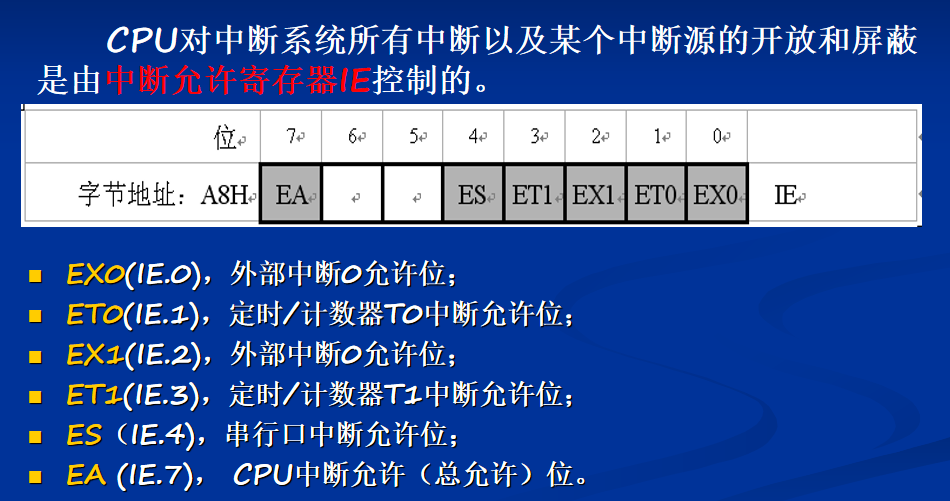 CPU对中断系统所有中断以及某个中断源的开放和屏蔽
是由中断允许寄存器IE控制的。
位 7 6 5 4 3 2 1 0
字节地址：A8H EA ES ET1 EX1 ET0 EX0 IE
EX0(IE.0)，外部中断0允许位；
ET0(IE.1)，定时/计数器T0中断允许位；
EX1(IE.2)，外部中断0允许位；
ET1(IE.3)，定时/计数器T1中断允许位；
ES（IE.4)，串行口中断允许位；
EA (IE.7)， CPU中断允许（总允许）位。